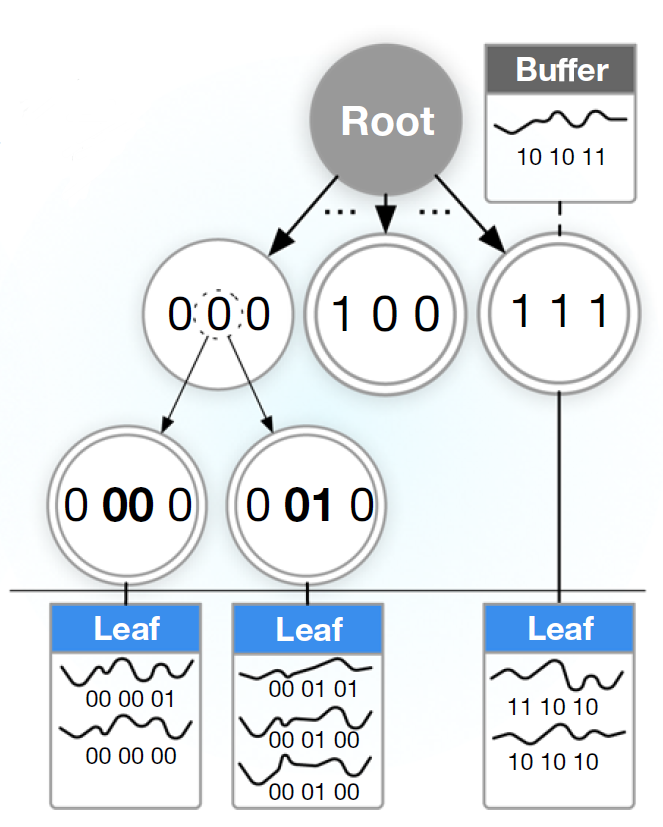 Buffer
Root
10 10 11
... ...
0 0 0
1 0 0
1 1 1
0 00 0
0 01 0
Leaf
00 00 01
00 00 00
Leaf
00 01 01
00 01 00
00 01 00
Leaf
11 10 10
10 10 10